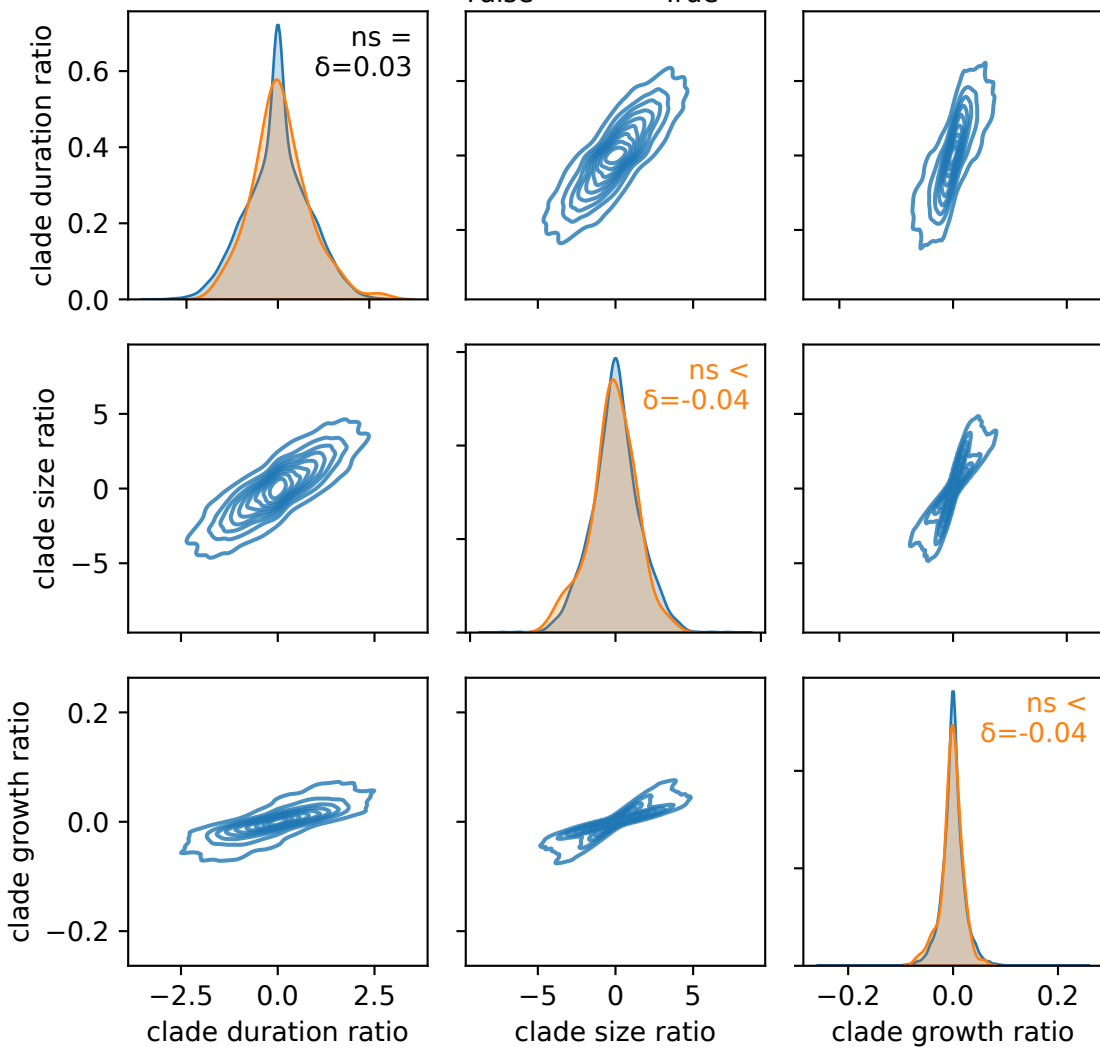 ns =
δ=0.03
clade duration ratio
0.6
0.4
0.2
0.0
ns <
δ=-0.04
clade size ratio
5
0
−5
ns <
δ=-0.04
clade growth ratio
0.2
0.0
−0.2
−2.5 0.0 2.5
−5 0 5
−0.2 0.0 0.2
clade duration ratio
clade size ratio
clade growth ratio